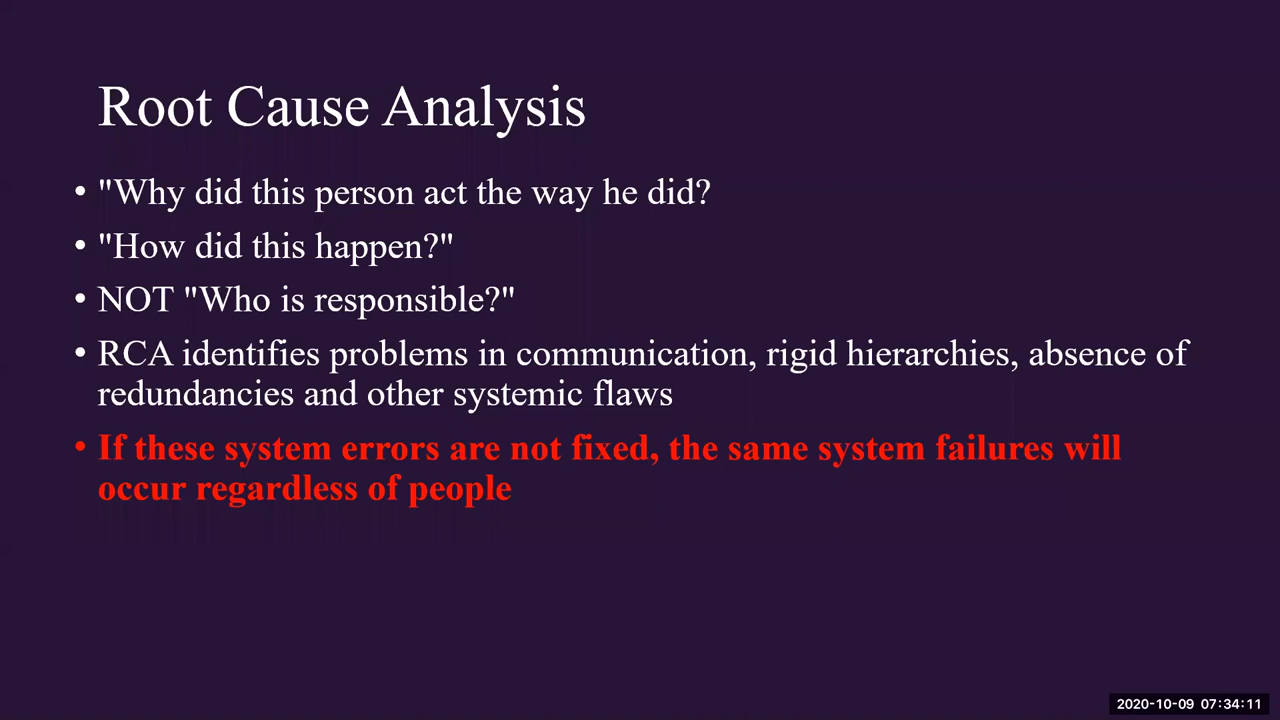 Root Cause Analysis
• "Why did this person act the way he did?
• "How did this happen?"
• NOT "Who is responsible?"
• RCA identifies problems in communication, rigid hierarchies, absence of
redundancies and other systemic flaws
• If these system errors are not fixed, the same system failures will
occur regardless of people
2020-10-09 07:34:11